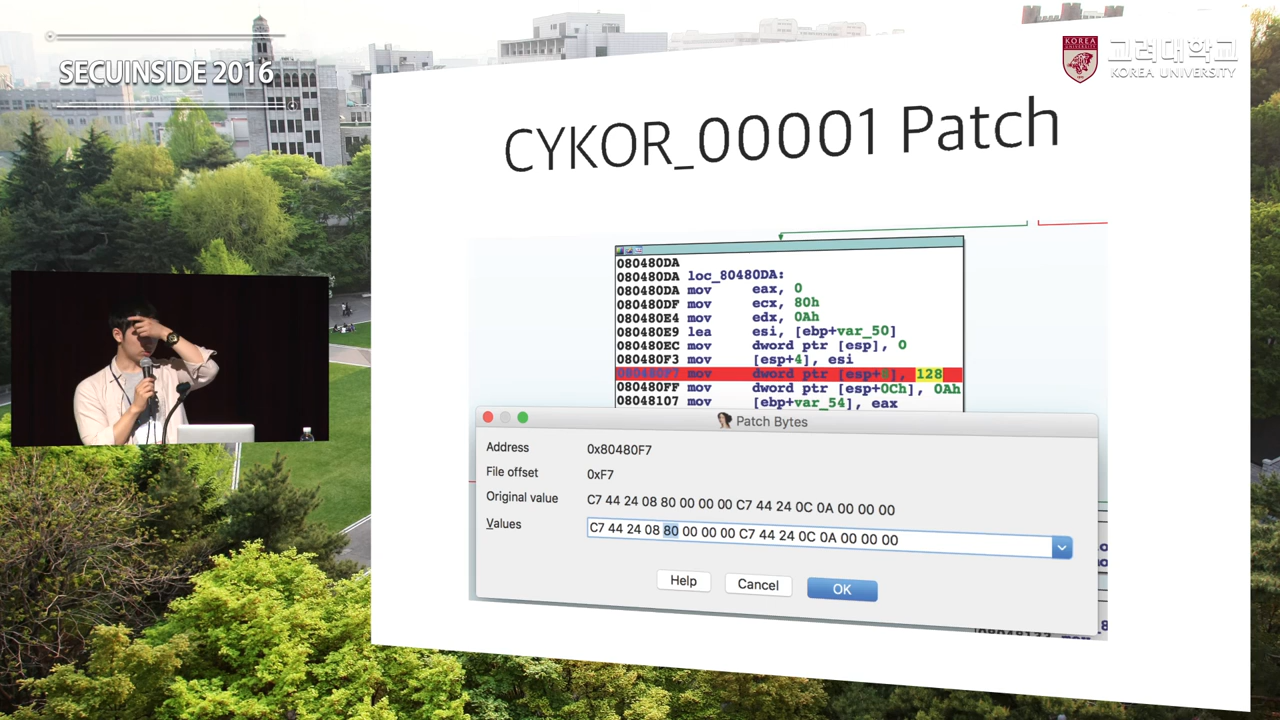 SECUINSIDE 2016
KOREA
UNIVERSITY
고려대학교
KOREA UNIVERSITY
CYKOR_00001 Patch
080480DA
080480DA loc_80480DA:
080480DA mov eax, 0
080480DF mov ecx, 80h
080480E4 mov edx, 0Ah
080480E9 lea esi, [ebp+var_50]
080480EC mov dword ptr [esp], 0
080480F3 mov [esp+4], esi
080480F7 mov dword ptr [esp+8], 128
080480FF mov dword ptr [esp+0Ch], 0Ah
08048107 mov [ebp+var_54], eax
Patch Bytes
Address 0x80480F7
File offset 0xF7
Original value C7 44 24 08 80 00 00 00 C7 44 24 0C 0A 00 00 00
Values C7 44 24 08 80 00 00 00 C7 44 24 0C 0A 00 00 00
Help Cancel OK